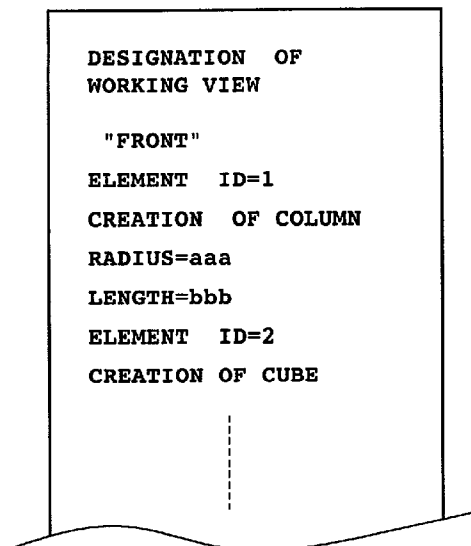 DESIGNATION OF
WORKING VIEW
"FRONT"
ELEMENT ID=1
CREATION OF COLUMN
RADIUS=aaa
LENGTH=bbb
ELEMENT ID=2
CREATION OF CUBE